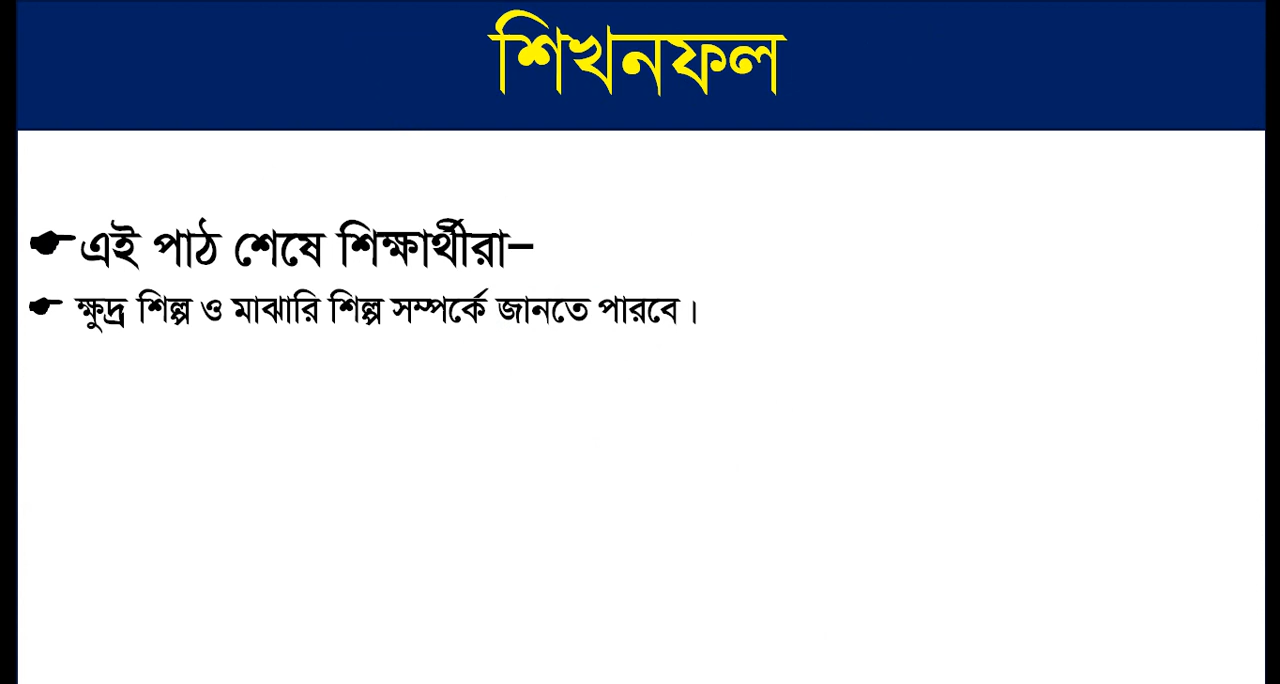 শিখনফল
☛এই পাঠ শেষে শিক্ষার্থীরা–
☛ ক্ষুদ্র শিল্প ও মাঝারি শিল্প সম্পর্কে জানতে পারবে।